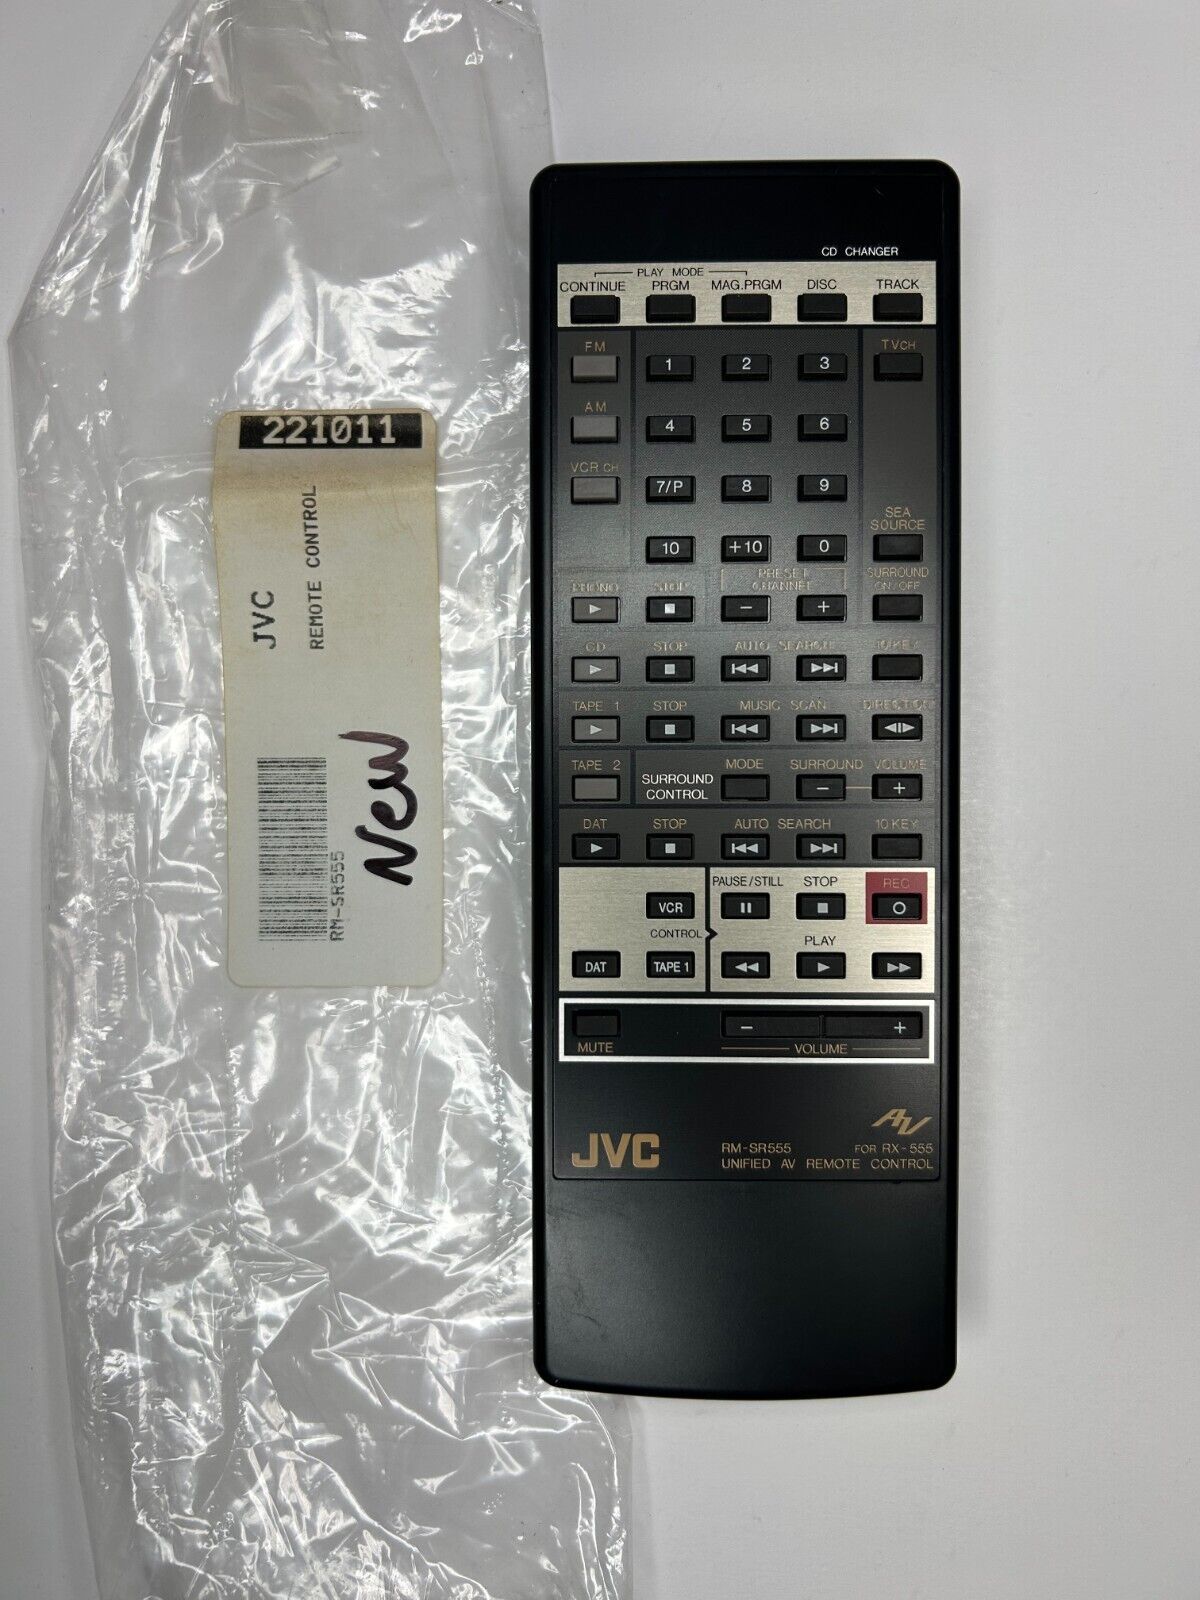 221011
JVC
REMOTE CONTROL
RM-SR555
New
CD CHANGER
PLAY MODE
CONTINUE PRGM MAG.PRGM DISC TRACK
FM 1 2 3 TV CH
AM 4 5 6
VCR CH 7/P 8 9
SEA
SOURCE
10 +10 0
PHONO STOP PRESET
CHANNEL SURROUND
ON/OFF
− +
CD STOP AUTO SEARCH 10 KEY
TAPE 1 STOP MUSIC SCAN DIRECTION
TAPE 2 SURROUND
CONTROL MODE SURROUND VOLUME
− +
DAT STOP AUTO SEARCH 10 KEY
PAUSE/STILL STOP REC
VCR
CONTROL PLAY
DAT TAPE 1
− +
MUTE VOLUME
AV
JVC RM-SR555 FOR RX-555
UNIFIED AV REMOTE CONTROL